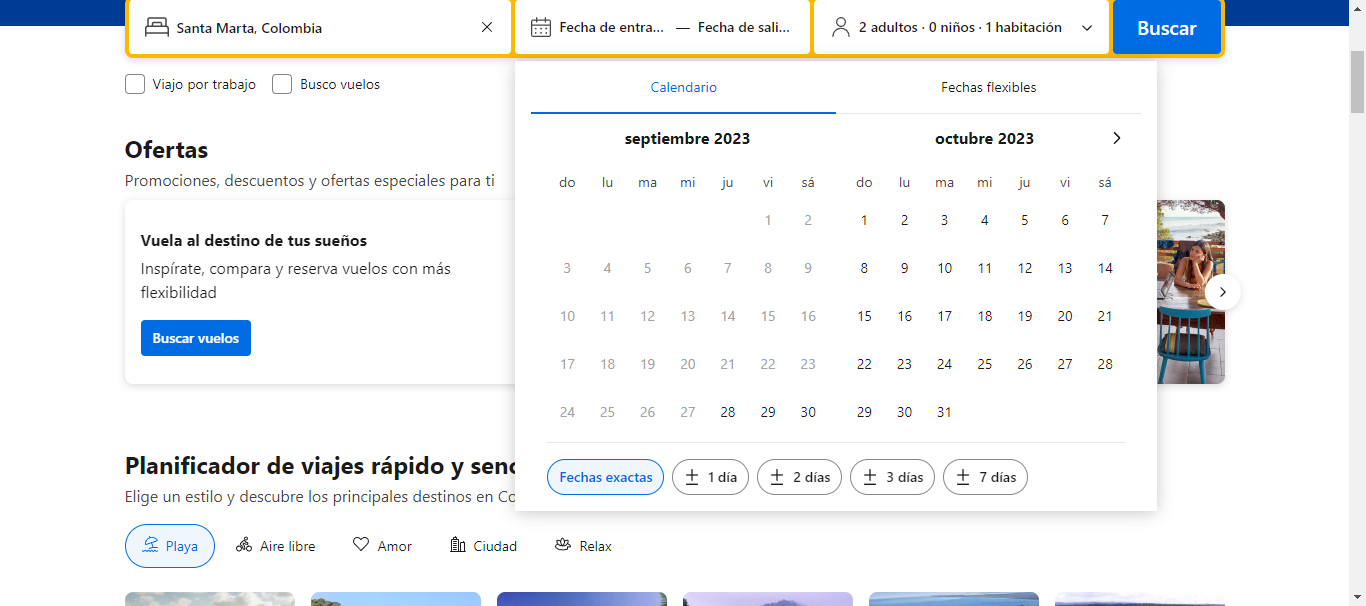 Santa Marta, Colombia
Fecha de entra... — Fecha de sali...
2 adultos · 0 niños · 1 habitación
Buscar
Viajo por trabajo
Busco vuelos
Calendario
Fechas flexibles
Ofertas
Promociones, descuentos y ofertas especiales para ti
Vuela al destino de tus sueños
Inspírate, compara y reserva vuelos con más
flexibilidad
Buscar vuelos
septiembre 2023
do lu ma mi ju vi sá
1 2
3 4 5 6 7 8 9
10 11 12 13 14 15 16
17 18 19 20 21 22 23
24 25 26 27 28 29 30
octubre 2023
do lu ma mi ju vi sá
1 2 3 4 5 6 7
8 9 10 11 12 13 14
15 16 17 18 19 20 21
22 23 24 25 26 27 28
29 30 31
Fechas exactas
± 1 día
± 2 días
± 3 días
± 7 días
Planificador de viajes rápido y senc
Elige un estilo y descubre los principales destinos en Co
Playa
Aire libre
Amor
Ciudad
Relax